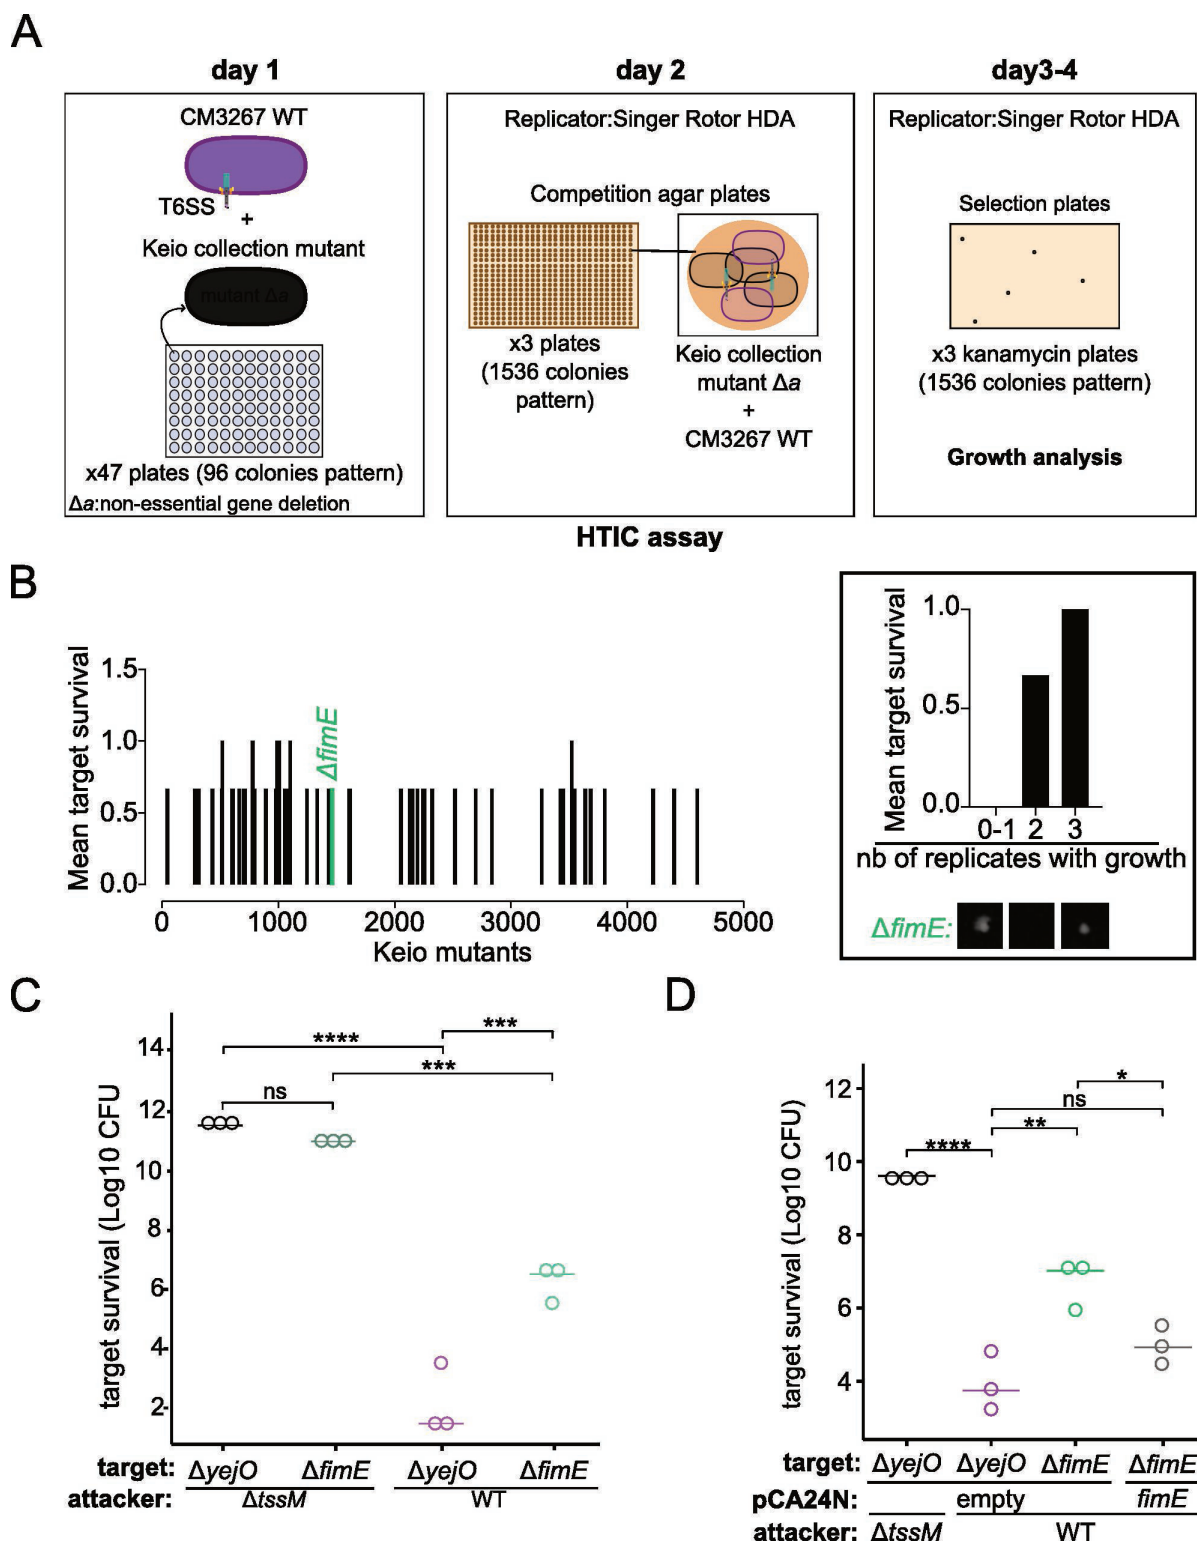 A
day 1
day 2
day3-4
CM3267 WT
T6SS
+
Keio collection mutant
mutant Δa
x47 plates (96 colonies pattern)
Δa:non-essential gene deletion
Replicator:Singer Rotor HDA
Competition agar plates
x3 plates
(1536 colonies
pattern)
Keio collection
mutant Δa
+
CM3267 WT
Replicator:Singer Rotor HDA
Selection plates
x3 kanamycin plates
(1536 colonies pattern)
Growth analysis
HTIC assay
B
Mean target survival
1.5
1.0
0.5
0.0
ΔfimE
0 1000 2000 3000 4000 5000
Keio mutants
Mean target survival
1.0
0.5
0.0
0-1 2 3
nb of replicates with growth
ΔfimE:
C
target survival (Log10 CFU
14
12
10
8
6
4
2
****
***
***
ns
target: ΔyejO ΔfimE ΔyejO ΔfimE
attacker: ΔtssM WT
D
target survival (Log10 CFU)
12
10
8
6
4
*
ns
**
****
target: ΔyejO ΔyejO ΔfimE ΔfimE
pCA24N: empty fimE
attacker: ΔtssM WT